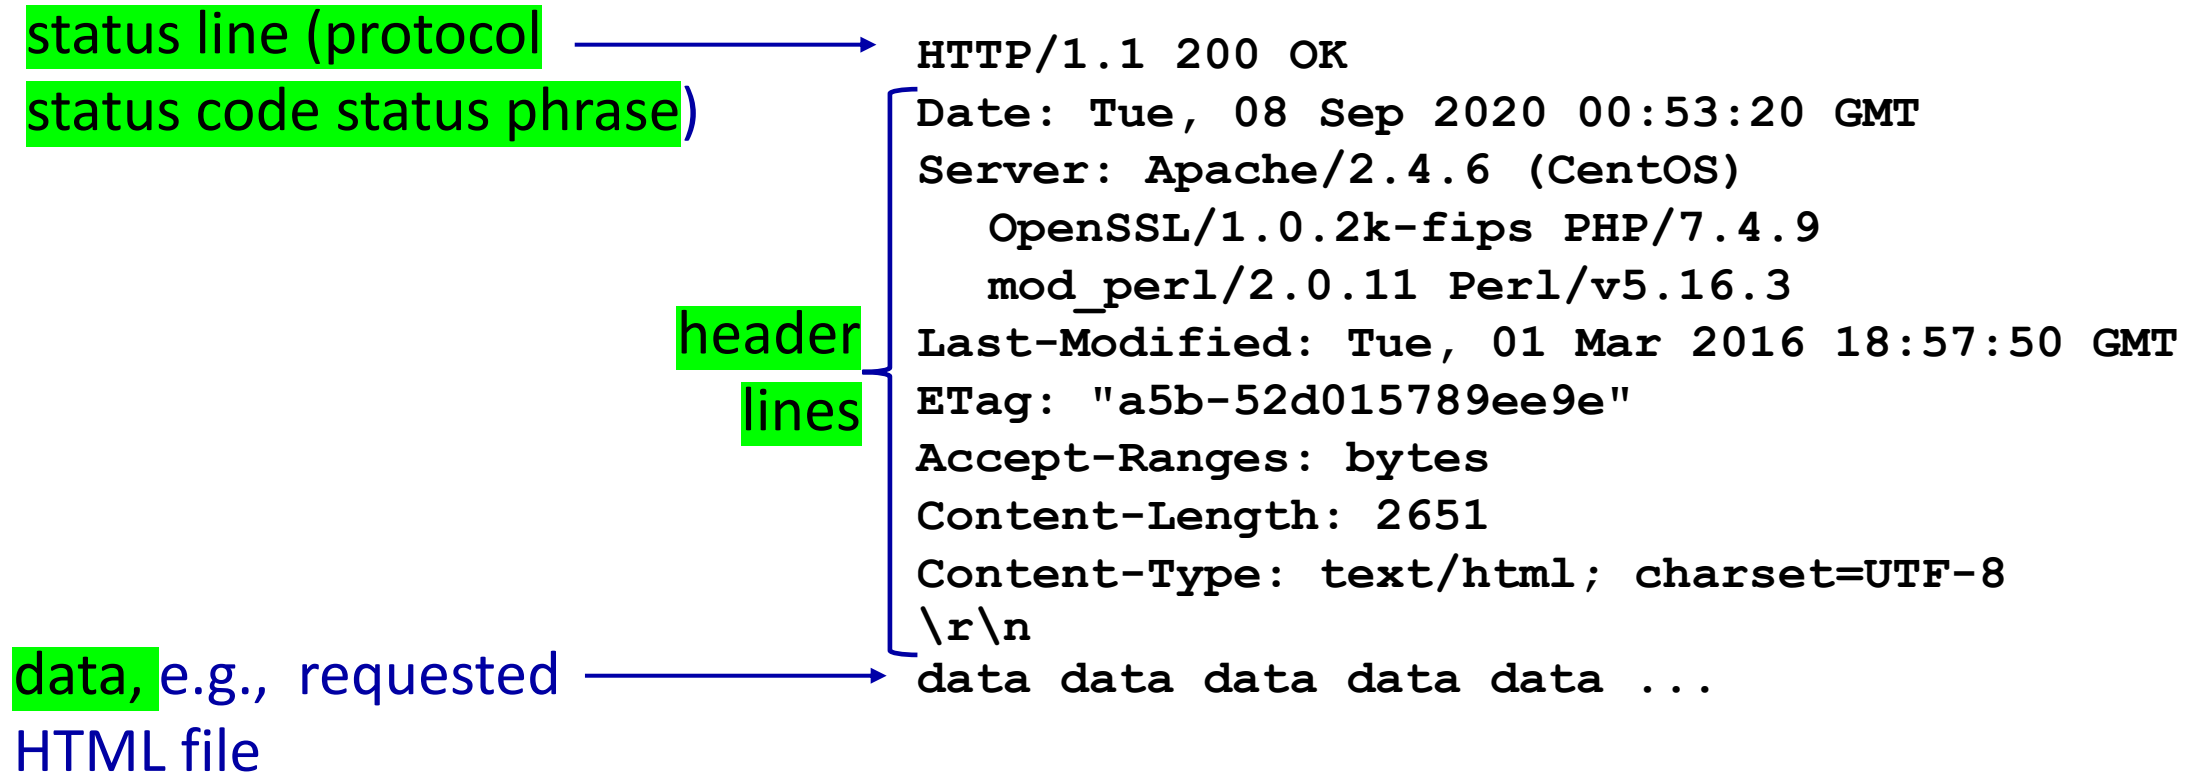 status line (protocol
status code status phrase)
HTTP/1.1 200 OK
Date: Tue, 08 Sep 2020 00:53:20 GMT
Server: Apache/2.4.6 (CentOS)
OpenSSL/1.0.2k-fips PHP/7.4.9
mod_perl/2.0.11 Perl/v5.16.3
header
lines
Last-Modified: Tue, 01 Mar 2016 18:57:50 GMT
ETag: "a5b-52d015789ee9e"
Accept-Ranges: bytes
Content-Length: 2651
Content-Type: text/html; charset=UTF-8
\r\n
data, e.g., requested
HTML file
data data data data data ...